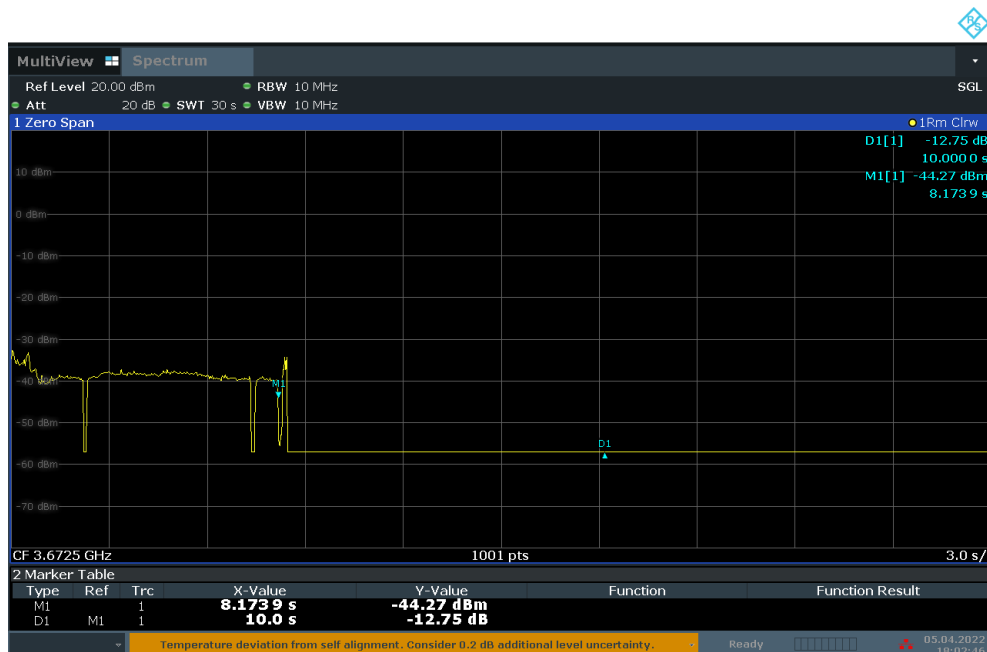 R&S
MultiView Spectrum
Ref Level 20.00 dBm RBW 10 MHz SGL
Att 20 dB SWT 30 s VBW 10 MHz
1 Zero Span 1Rm Clrw
D1[1] -12.75 dB
10.0000 s
M1[1] -44.27 dBm
8.1739 s
10 dBm
0 dBm
-10 dBm
-20 dBm
-30 dBm
-40 dBm
M1
-50 dBm
D1
-60 dBm
-70 dBm
CF 3.6725 GHz 1001 pts 3.0 s/
2 Marker Table
Type Ref Trc X-Value Y-Value Function Function Result
M1 1 8.1739 s -44.27 dBm
D1 M1 1 10.0 s -12.75 dB
Temperature deviation from self alignment. Consider 0.2 dB additional level uncertainty. Ready 05.04.2022
18:02:46